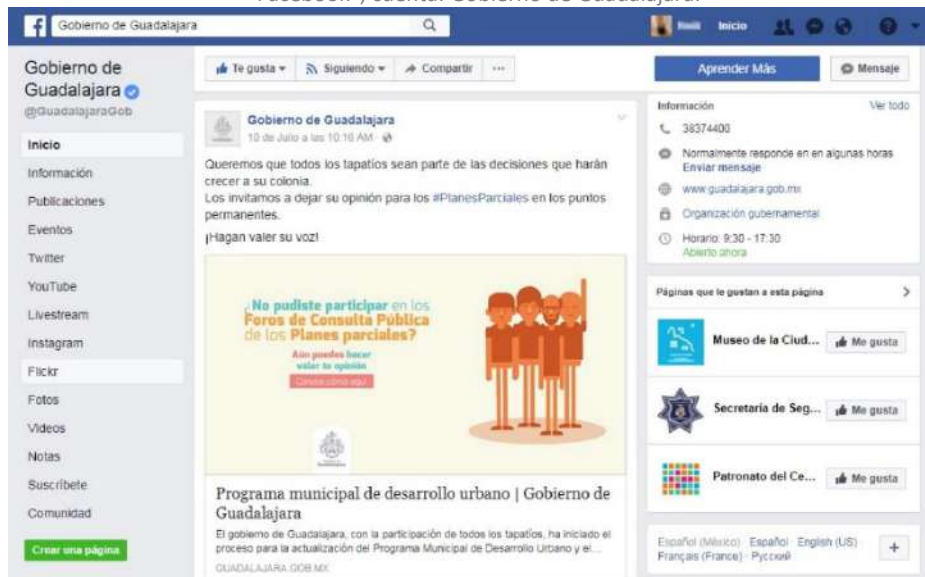 Facebook , cuenta: Gobierno de Guadalajara.
Gobierno de Guadalajara
Inicio
Gobierno de
Guadalajara
@GuadalajaraGob
Inicio
Información
Publicaciones
Eventos
Twitter
YouTube
Livestream
Instagram
Flickr
Fotos
Videos
Notas
Suscríbete
Comunidad
Crear una página
Te gusta Siguiendo Compartir ...
Gobierno de Guadalajara
10 de Julio a las 10:16 AM ·
Queremos que todos los tapatíos sean parte de las decisiones que harán
crecer a su colonia.
Los invitamos a dejar su opinión para los #PlanesParciales en los puntos
permanentes.
¡Hagan valer su voz!
¿No pudiste participar en los
Foros de Consulta Pública
de los Planes parciales?
Aún puedes hacer
valer tu opinión
Conoce cómo aquí
Guadalajara
Programa municipal de desarrollo urbano | Gobierno de
Guadalajara
El gobierno de Guadalajara, con la participación de todos los tapatíos, ha iniciado el
proceso para la actualización del Programa Municipal de Desarrollo Urbano y el...
GUADALAJARA.GOB.MX
Aprender Más Mensaje
Información Ver todo
38374400
Normalmente responde en en algunas horas
Enviar mensaje
www.guadalajara.gob.mx
Organización gubernamental
Horario: 9:30 - 17:30
Abierto ahora
Páginas que le gustan a esta página >
Museo de la Ciud... Me gusta
Secretaría de Seg... Me gusta
Patronato del Ce... Me gusta
Español (México) · Español · English (US) ·
Français (France) · Русский
+